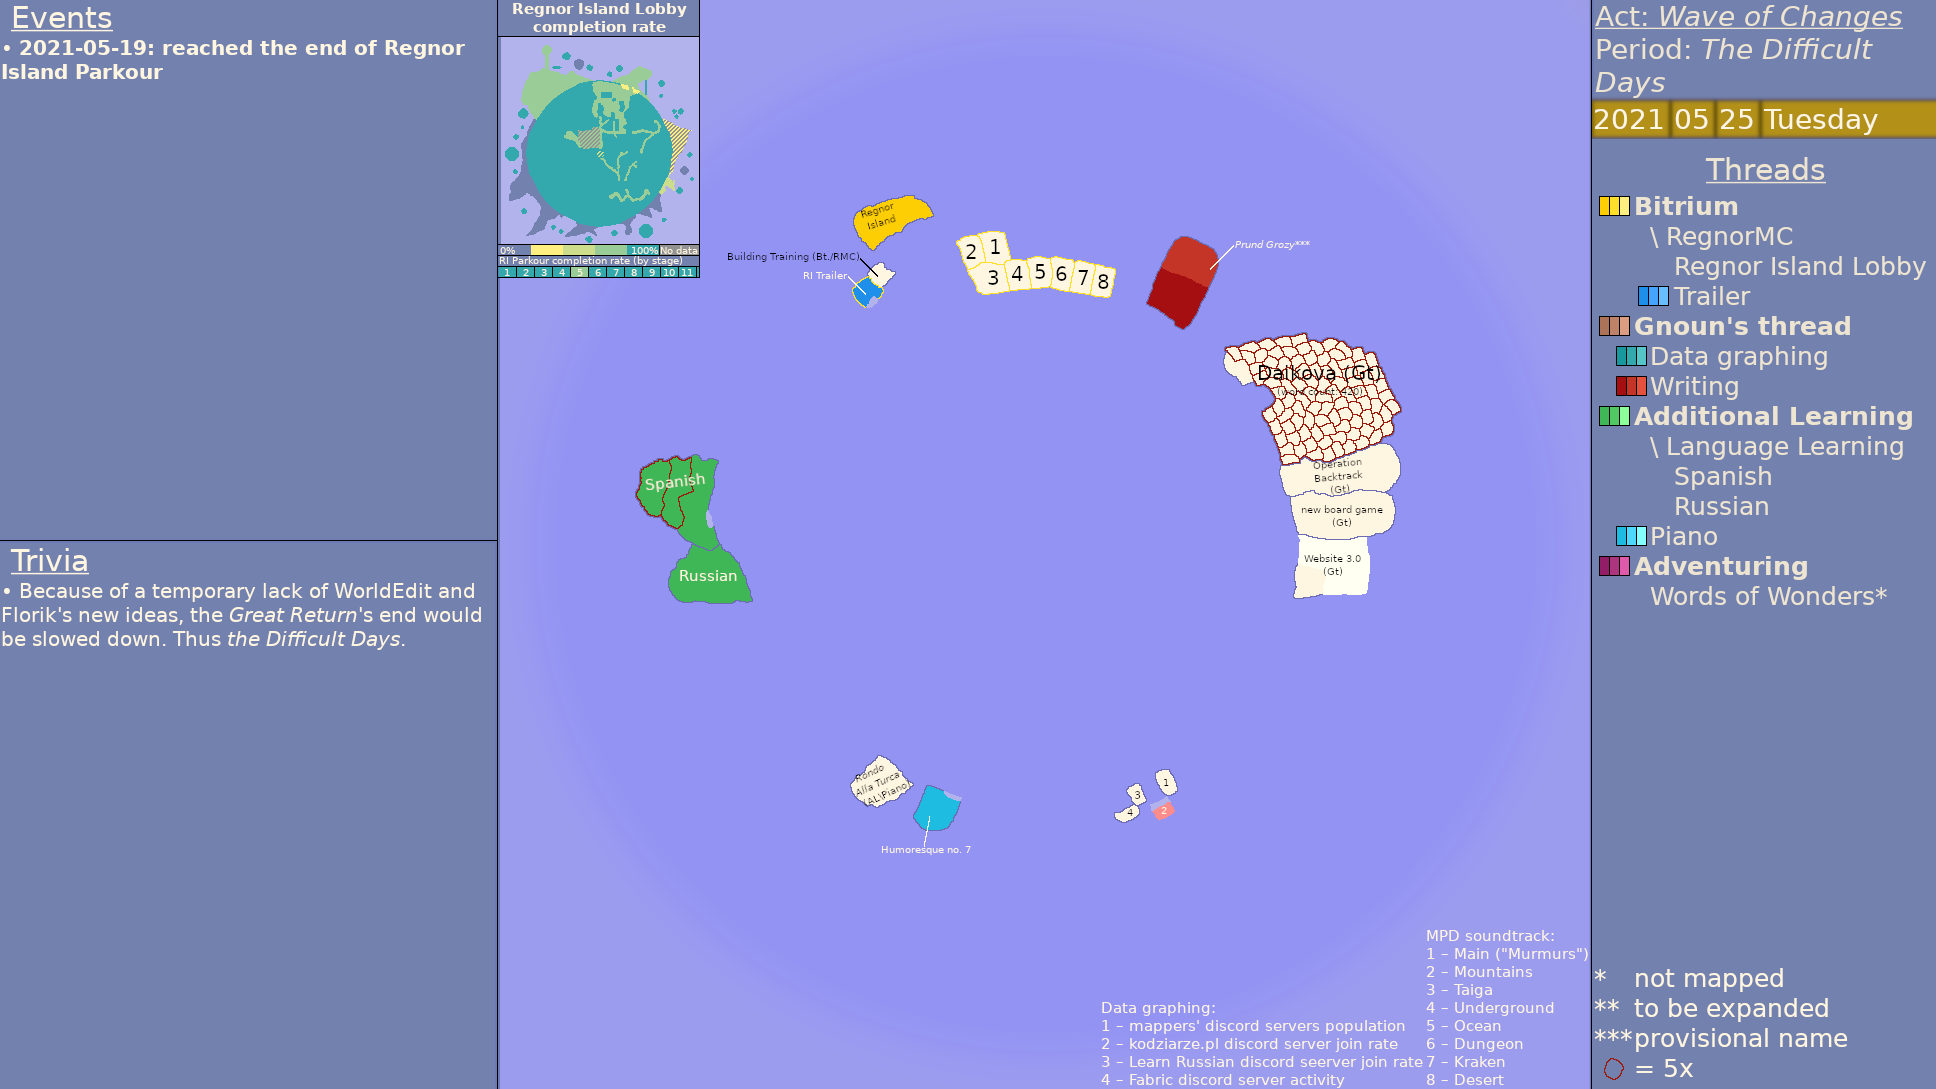 Events
• 2021-05-19: reached the end of Regnor
Island Parkour
Trivia
• Because of a temporary lack of WorldEdit and
Florik's new ideas, the Great Return's end would
be slowed down. Thus the Difficult Days.
Regnor Island Lobby
completion rate
0% 100% No data
RI Parkour completion rate (by stage)
1 2 3 4 5 6 7 8 9 10 11
Regnor
Island
Building Training (Bt./RMC)
RI Trailer
2 1
3 4 5 6 7 8
Prund Grozy***
Dalkova (Gt)
(word count: 420)
Operation
Backtrack
(Gt)
new board game
(Gt)
Website 3.0
(Gt)
Spanish
Russian
Rondo
Alla Turca
(AL\Piano)
Humoresque no. 7
1
3
2
4
Data graphing:
1 – mappers' discord servers population
2 – kodziarze.pl discord server join rate
3 – Learn Russian discord seerver join rate
4 – Fabric discord server activity
MPD soundtrack:
1 – Main ("Murmurs")
2 – Mountains
3 – Taiga
4 – Underground
5 – Ocean
6 – Dungeon
7 – Kraken
8 – Desert
Act: Wave of Changes
Period: The Difficult
Days
2021 05 25 Tuesday
Threads
Bitrium
\ RegnorMC
Regnor Island Lobby
Trailer
Gnoun's thread
Data graphing
Writing
Additional Learning
\ Language Learning
Spanish
Russian
Piano
Adventuring
Words of Wonders*
* not mapped
** to be expanded
*** provisional name
= 5x